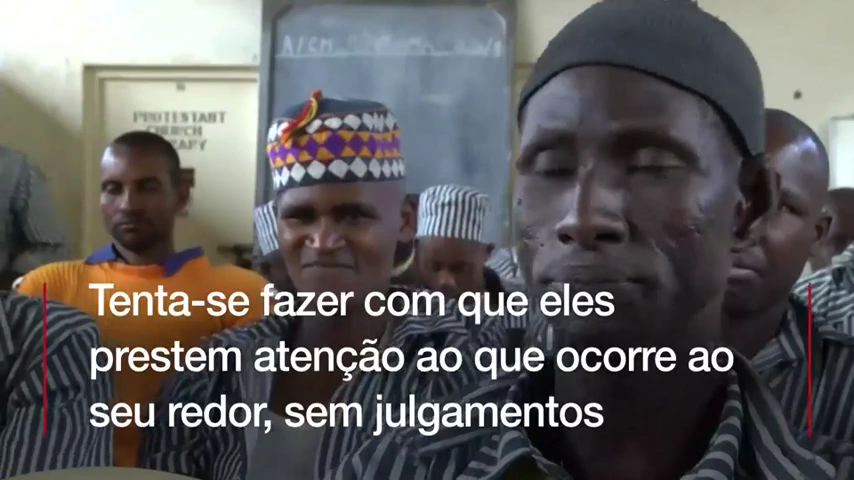 PROTESTANT
CHURCH
Tenta-se fazer com que eles
prestem atenção ao que ocorre ao
seu redor, sem julgamentos